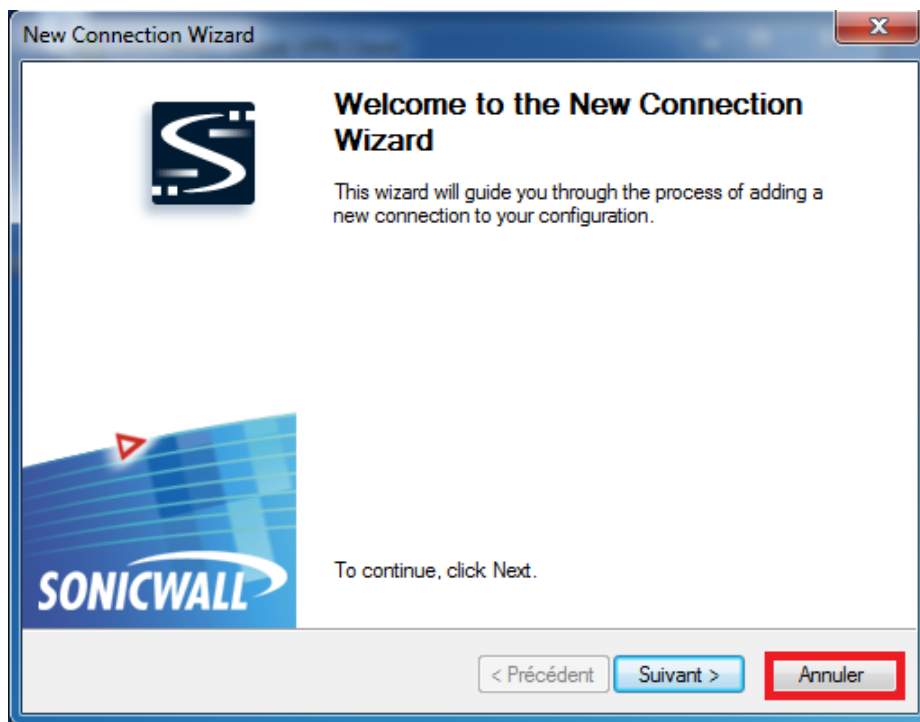 New Connection Wizard
Welcome to the New Connection
Wizard
This wizard will guide you through the process of adding a
new connection to your configuration.
To continue, click Next.
SONICWALL
< Précédent
Suivant >
Annuler